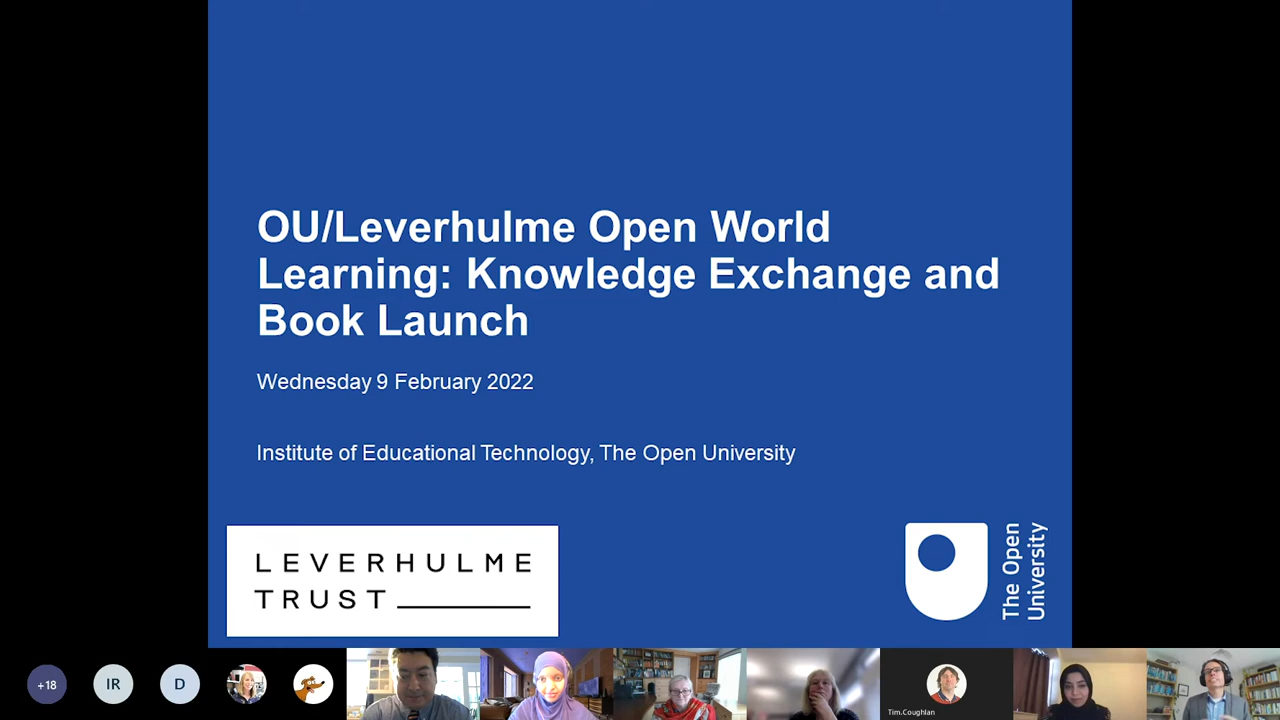 OU/Leverhulme Open World
Learning: Knowledge Exchange and
Book Launch
Wednesday 9 February 2022
Institute of Educational Technology, The Open University
LEVERHULME
TRUST
The Open
University
+18
IR
D
Tim.Coughlan